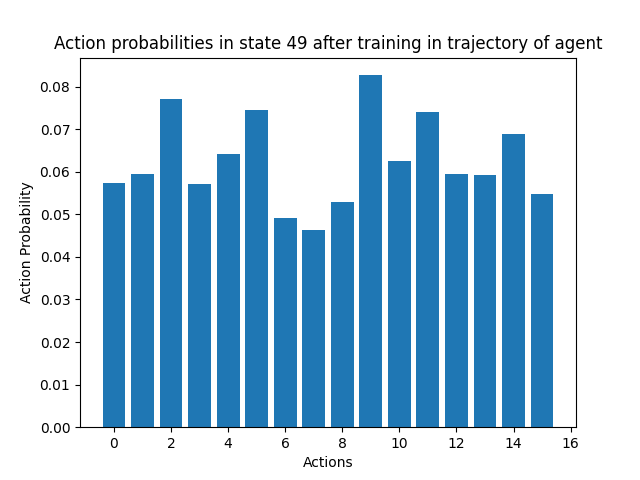 Action probabilities in state 49 after training in trajectory of agent
0.08
0.07
0.06
0.05
0.04
0.03
0.02
0.01
0.00
Action Probability
0 2 4 6 8 10 12 14 16
Actions